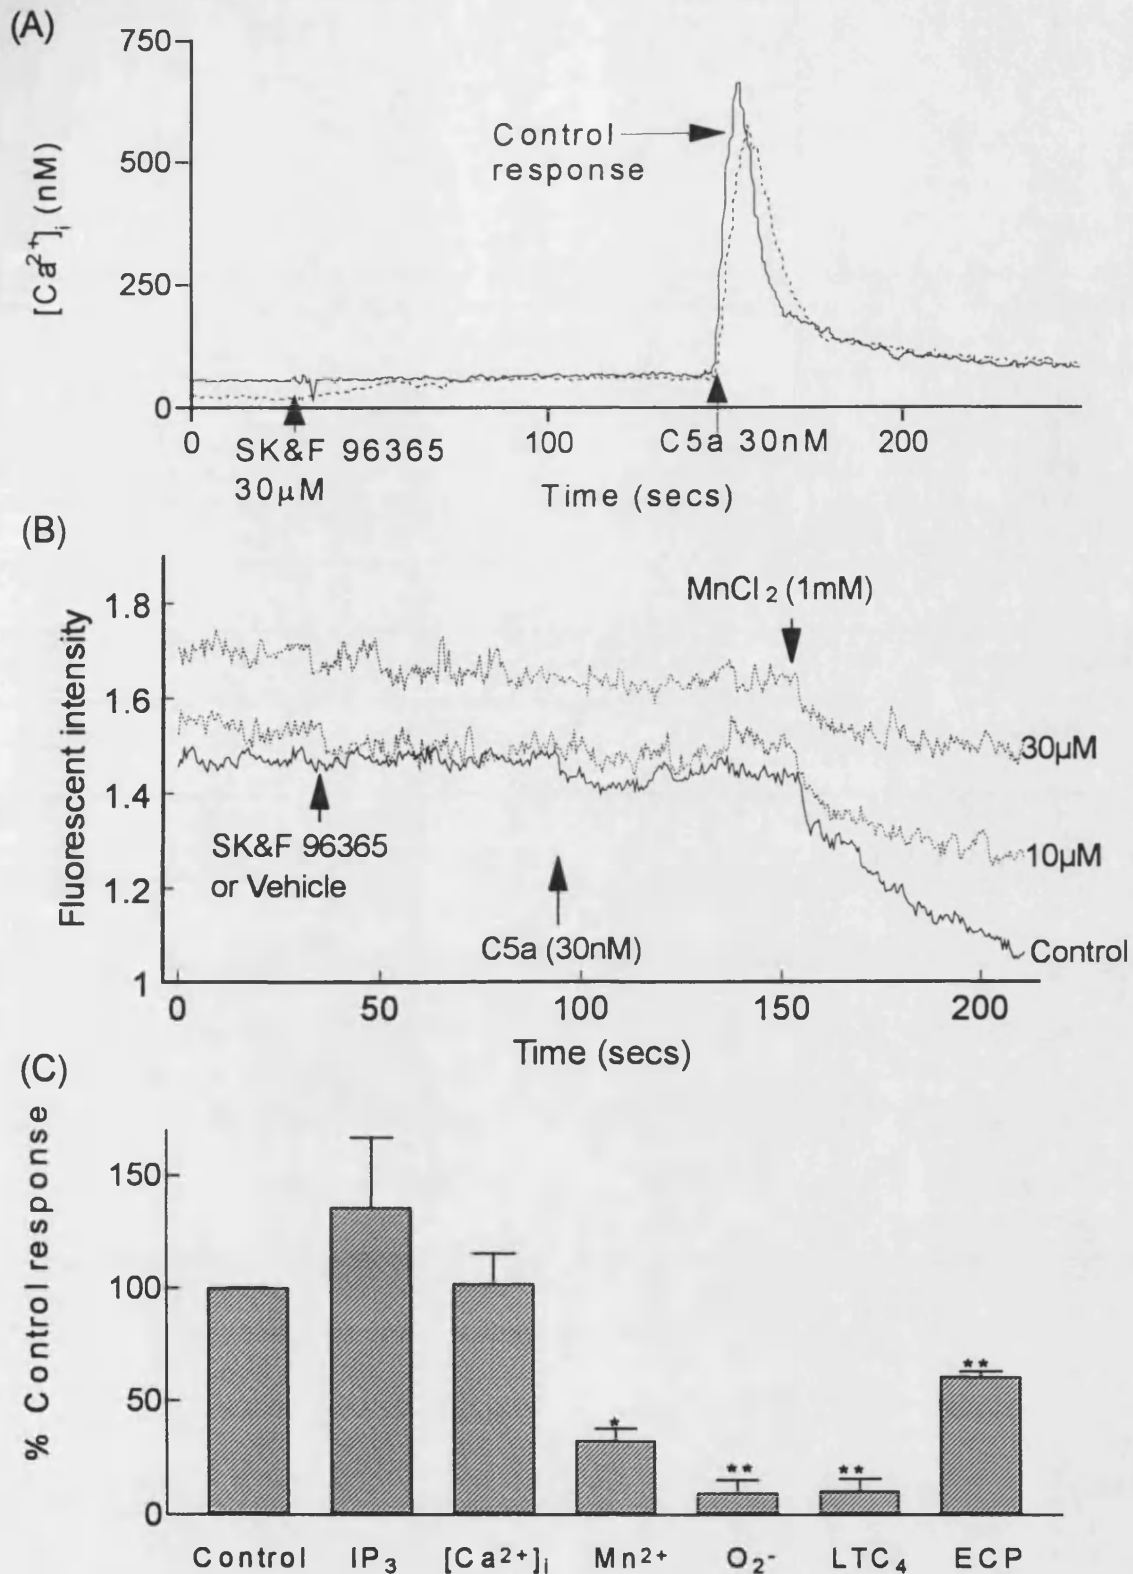 (A)
750
500
250
0
[Ca²⁺]ᵢ (nM)
Control
response
0
100
200
SK&F 96365
30µM
C5a 30nM
Time (secs)
(B)
Fluorescent intensity
1.8
1.6
1.4
1.2
1
MnCl₂ (1mM)
30µM
10µM
Control
SK&F 96365
or Vehicle
C5a (30nM)
0
50
100
150
200
Time (secs)
(C)
% Control response
150
100
50
0
*
**
**
**
Control IP₃ [Ca²⁺]ᵢ Mn²⁺ O₂⁻ LTC₄ ECP